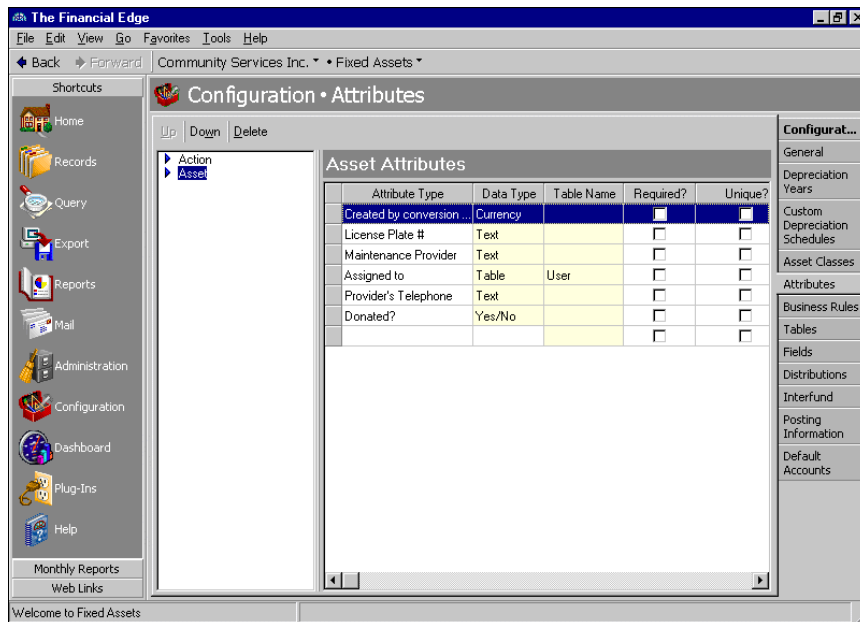 The Financial Edge
File Edit View Go Favorites Tools Help
Back Forward Community Services Inc. • Fixed Assets
Shortcuts
Home
Records
Query
Export
Reports
Mail
Administration
Configuration
Dashboard
Plug-Ins
Help
Monthly Reports
Web Links
Configuration • Attributes
Up Down Delete
Action
Asset
Asset Attributes
Attribute Type Data Type Table Name Required? Unique?
Created by conversion ... Currency
License Plate # Text
Maintenance Provider Text
Assigned to Table User
Provider's Telephone Text
Donated? Yes/No
Configurat...
General
Depreciation
Years
Custom
Depreciation
Schedules
Asset Classes
Attributes
Business Rules
Tables
Fields
Distributions
Interfund
Posting
Information
Default
Accounts
Welcome to Fixed Assets